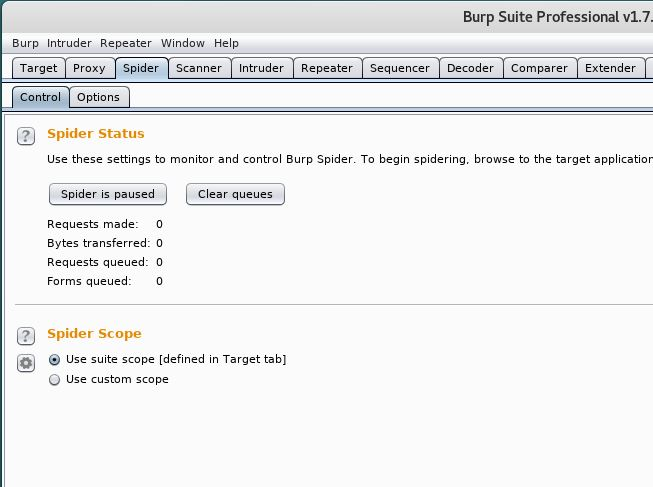 Burp Suite Professional v1.7.
Burp Intruder Repeater Window Help
Target Proxy Spider Scanner Intruder Repeater Sequencer Decoder Comparer Extender
Control Options
? Spider Status
Use these settings to monitor and control Burp Spider. To begin spidering, browse to the target application
Spider is paused Clear queues
Requests made: 0
Bytes transferred: 0
Requests queued: 0
Forms queued: 0
? Spider Scope
Use suite scope [defined in Target tab]
Use custom scope